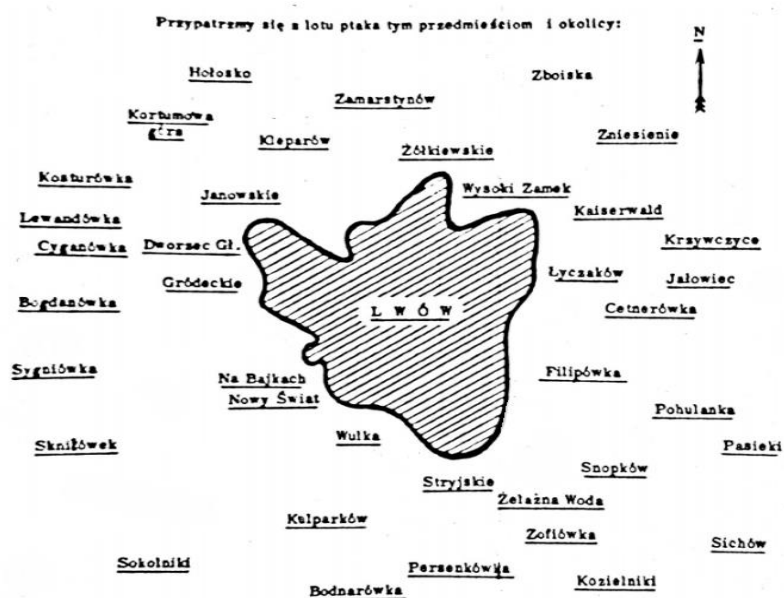 Przypatrzmy się z lotu ptaka tym przedmieściom i okolicy:
N
Hołosko
Zboiska
Zamarstynów
Kortumowa
góra
Kleparów
Zniesienie
Żółkiewskie
Kosturówka
Janowskie
Wysoki Zamek
Kaiserwald
Lewandówka
Cyganówka
Dworzec Gł.
Krzywczyce
Gródeckie
Łyczaków
Jałowiec
Bogdanówka
LWÓW
Cetnerówka
Sygniówka
Na Bajkach
Filipówka
Nowy Świat
Pohulanka
Skniłówek
Wulka
Pasieki
Snopków
Stryjskie
Żelaźna Woda
Kulparków
Zofiówka
Sichów
Sokolniki
Persenkówka
Kozielniki
Bodnarówka